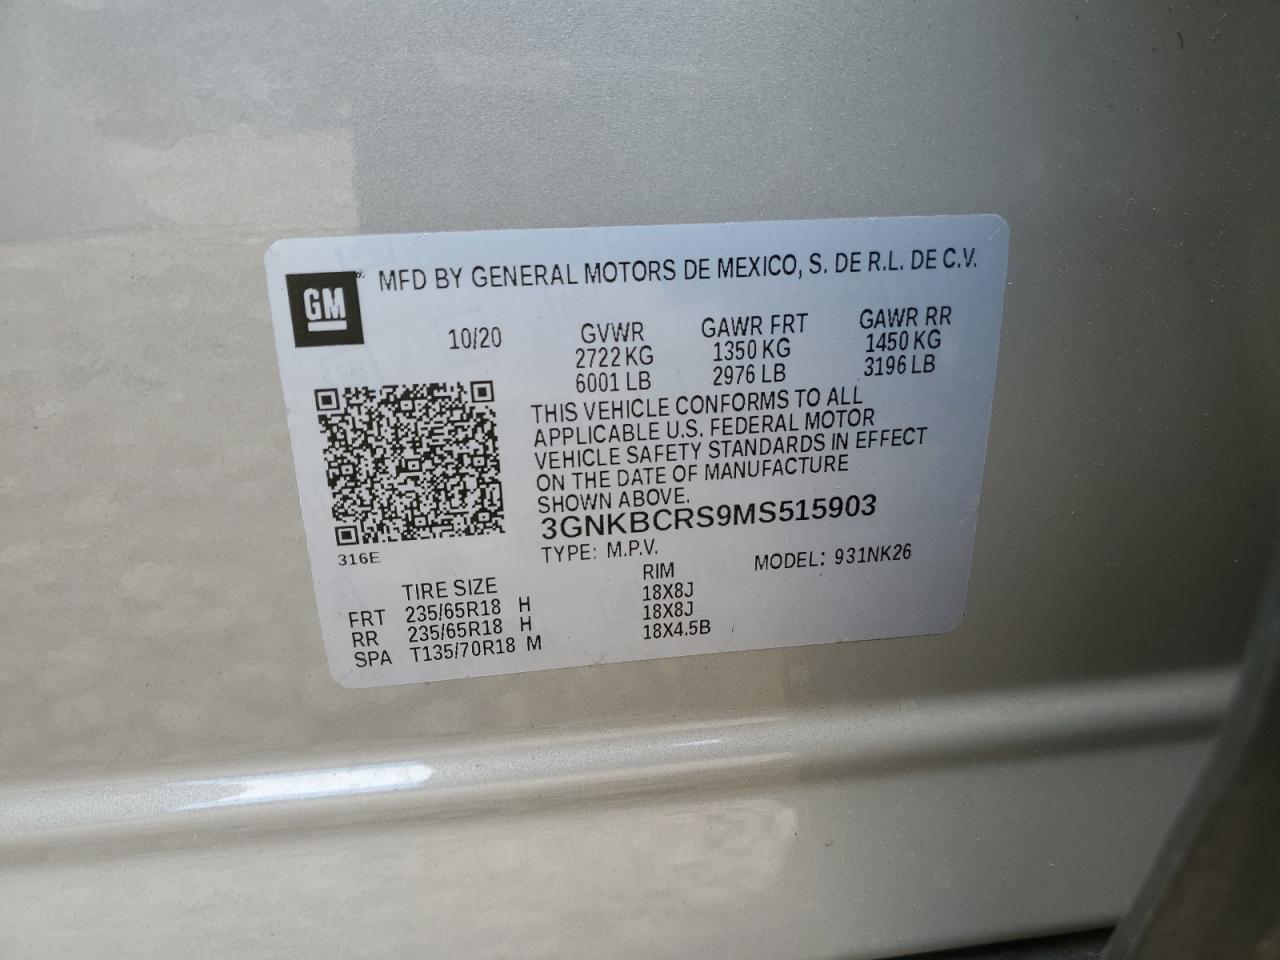 GM MFD BY GENERAL MOTORS DE MEXICO, S. DE R.L. DE C.V.
10/20 GVWR GAWR FRT GAWR RR
2722 KG 1350 KG 1450 KG
6001 LB 2976 LB 3196 LB
THIS VEHICLE CONFORMS TO ALL
APPLICABLE U.S. FEDERAL MOTOR
VEHICLE SAFETY STANDARDS IN EFFECT
ON THE DATE OF MANUFACTURE
SHOWN ABOVE.
3GNKBCRS9MS515903
316E
TYPE: M.P.V. MODEL: 931NK26
TIRE SIZE RIM
FRT 235/65R18 H 18X8J
RR 235/65R18 H 18X8J
SPA T135/70R18 M 18X4.5B